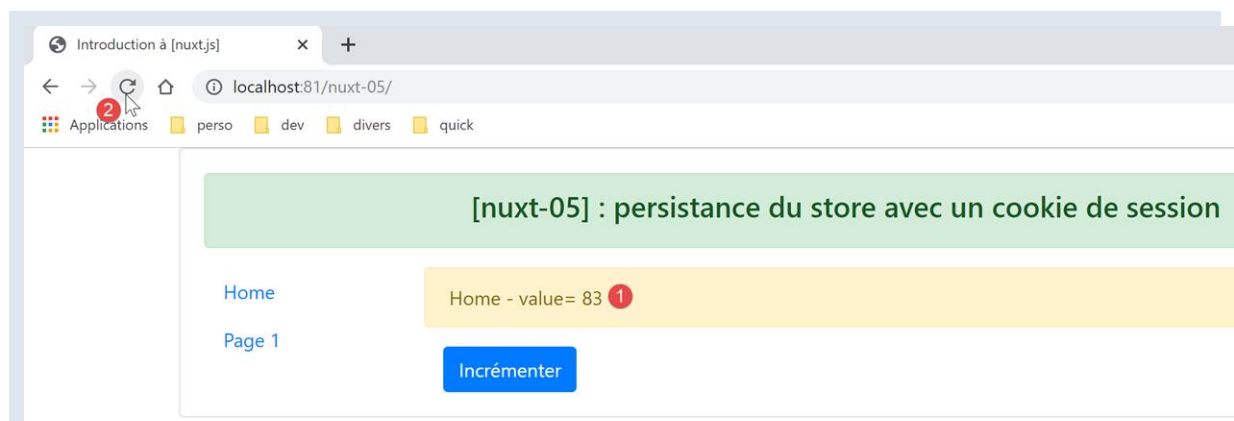 Introduction à [nuxt.js]
localhost:81/nuxt-05/
2
Applications perso dev divers quick
[nuxt-05] : persistance du store avec un cookie de session
Home
Home - value= 83 1
Page 1
Incrémenter